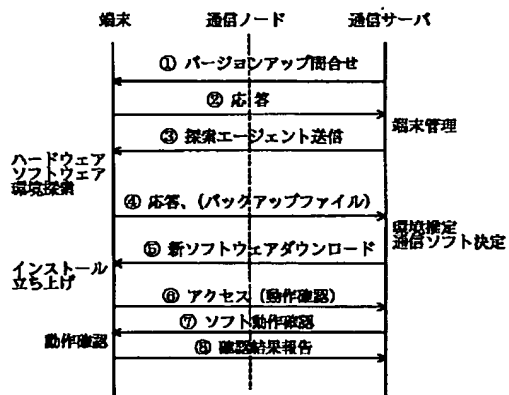 端末
通信ノード
通信サーバ
① バージョンアップ問合せ
② 応答
端末管理
③ 探索エージェント送信
ハードウェア
ソフトウェア
環境探索
④ 応答、(バックアップファイル)
環境推定
通信ソフト決定
⑤ 新ソフトウェアダウンロード
インストール
立ち上げ
⑥ アクセス (動作確認)
⑦ ソフト動作確認
動作確認
⑧ 確認結果報告